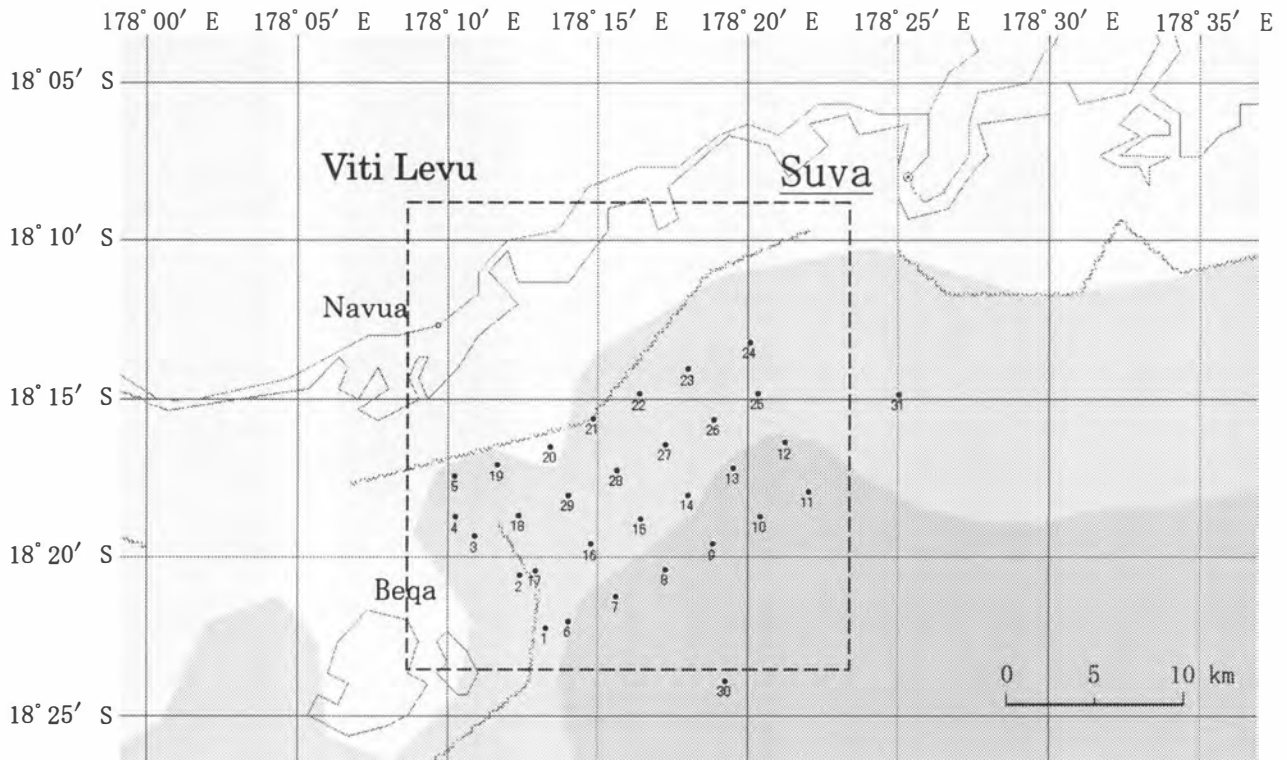 178° 00′ E 178° 05′ E 178° 10′ E 178° 15′ E 178° 20′ E 178° 25′ E 178° 30′ E 178° 35′ E
18° 05′ S
Viti Levu
Suva
18° 10′ S
Navua
24
23
18° 15′ S
22
25
31
21
26
20
27
12
19
13
5
28
29
14
11
4
18
15
10
3
16
9
18° 20′ S
17
2
8
Beqa
7
1
6
0 5 10 km
30
18° 25′ S